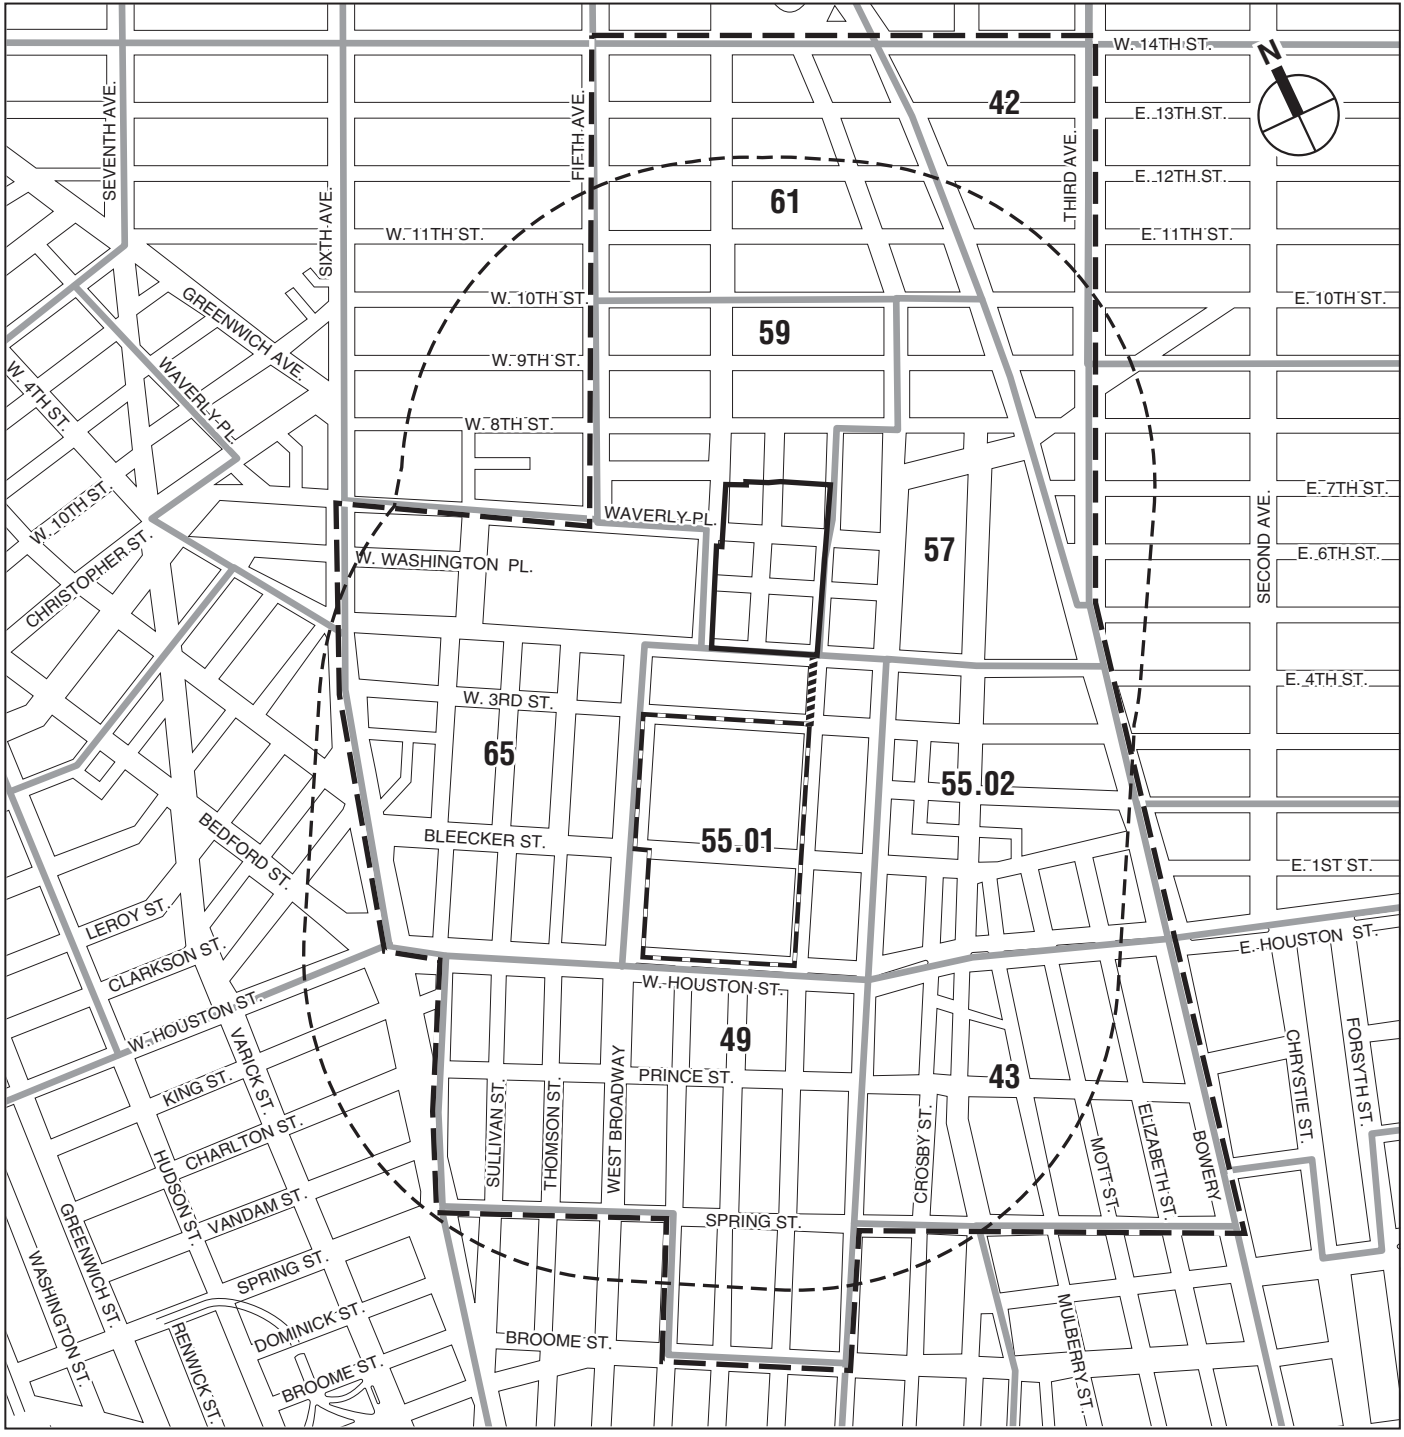 W. 14TH ST.
N
SEVENTH AVE.
FIFTH AVE.
42
E. 13TH ST.
THIRD AVE.
E. 12TH ST.
SIXTH AVE.
61
W. 11TH ST.
E. 11TH ST.
GREENWICH AVE.
W. 10TH ST.
E. 10TH ST.
59
W. 9TH ST.
W. 4TH ST.
WAVERLY PL.
W. 8TH ST.
W. 10TH ST.
E. 7TH ST.
WAVERLY PL.
SECOND AVE.
CHRISTOPHER ST.
57
E. 6TH ST.
W. WASHINGTON PL.
E. 4TH ST.
W. 3RD ST.
65
55.02
BEDFORD ST.
BLEECKER ST.
55.01
E. 1ST ST.
LEROY ST.
E. HOUSTON ST.
CLARKSON ST.
W. HOUSTON ST.
W. HOUSTON ST.
VARICK ST.
49
CHRYSTIE ST.
FORSYTH ST.
KING ST.
PRINCE ST.
43
SULLIVAN ST.
THOMSON ST.
WEST BROADWAY
CROSBY ST.
MOTT ST.
ELIZABETH ST.
BOWERY
CHARLTON ST.
HUDSON ST.
VANDAM ST.
SPRING ST.
GREENWICH ST.
WASHINGTON ST.
SPRING ST.
RENWICK ST.
DOMINICK ST.
BROOME ST.
BROOME ST.
MULBERRY ST.